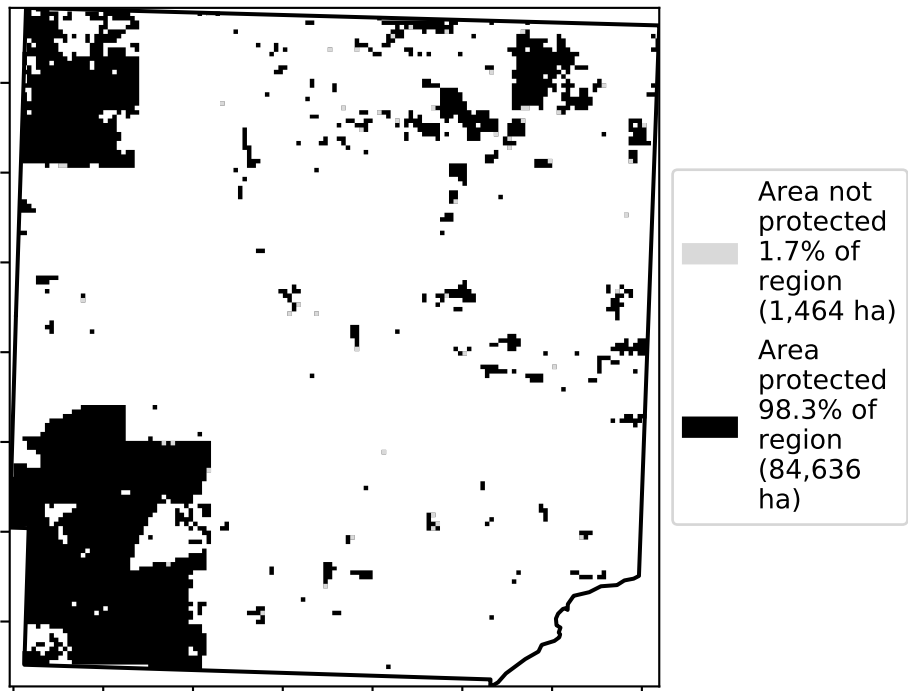 Area not
protected
1.7% of
region
(1,464 ha)
Area
protected
98.3% of
region
(84,636
ha)